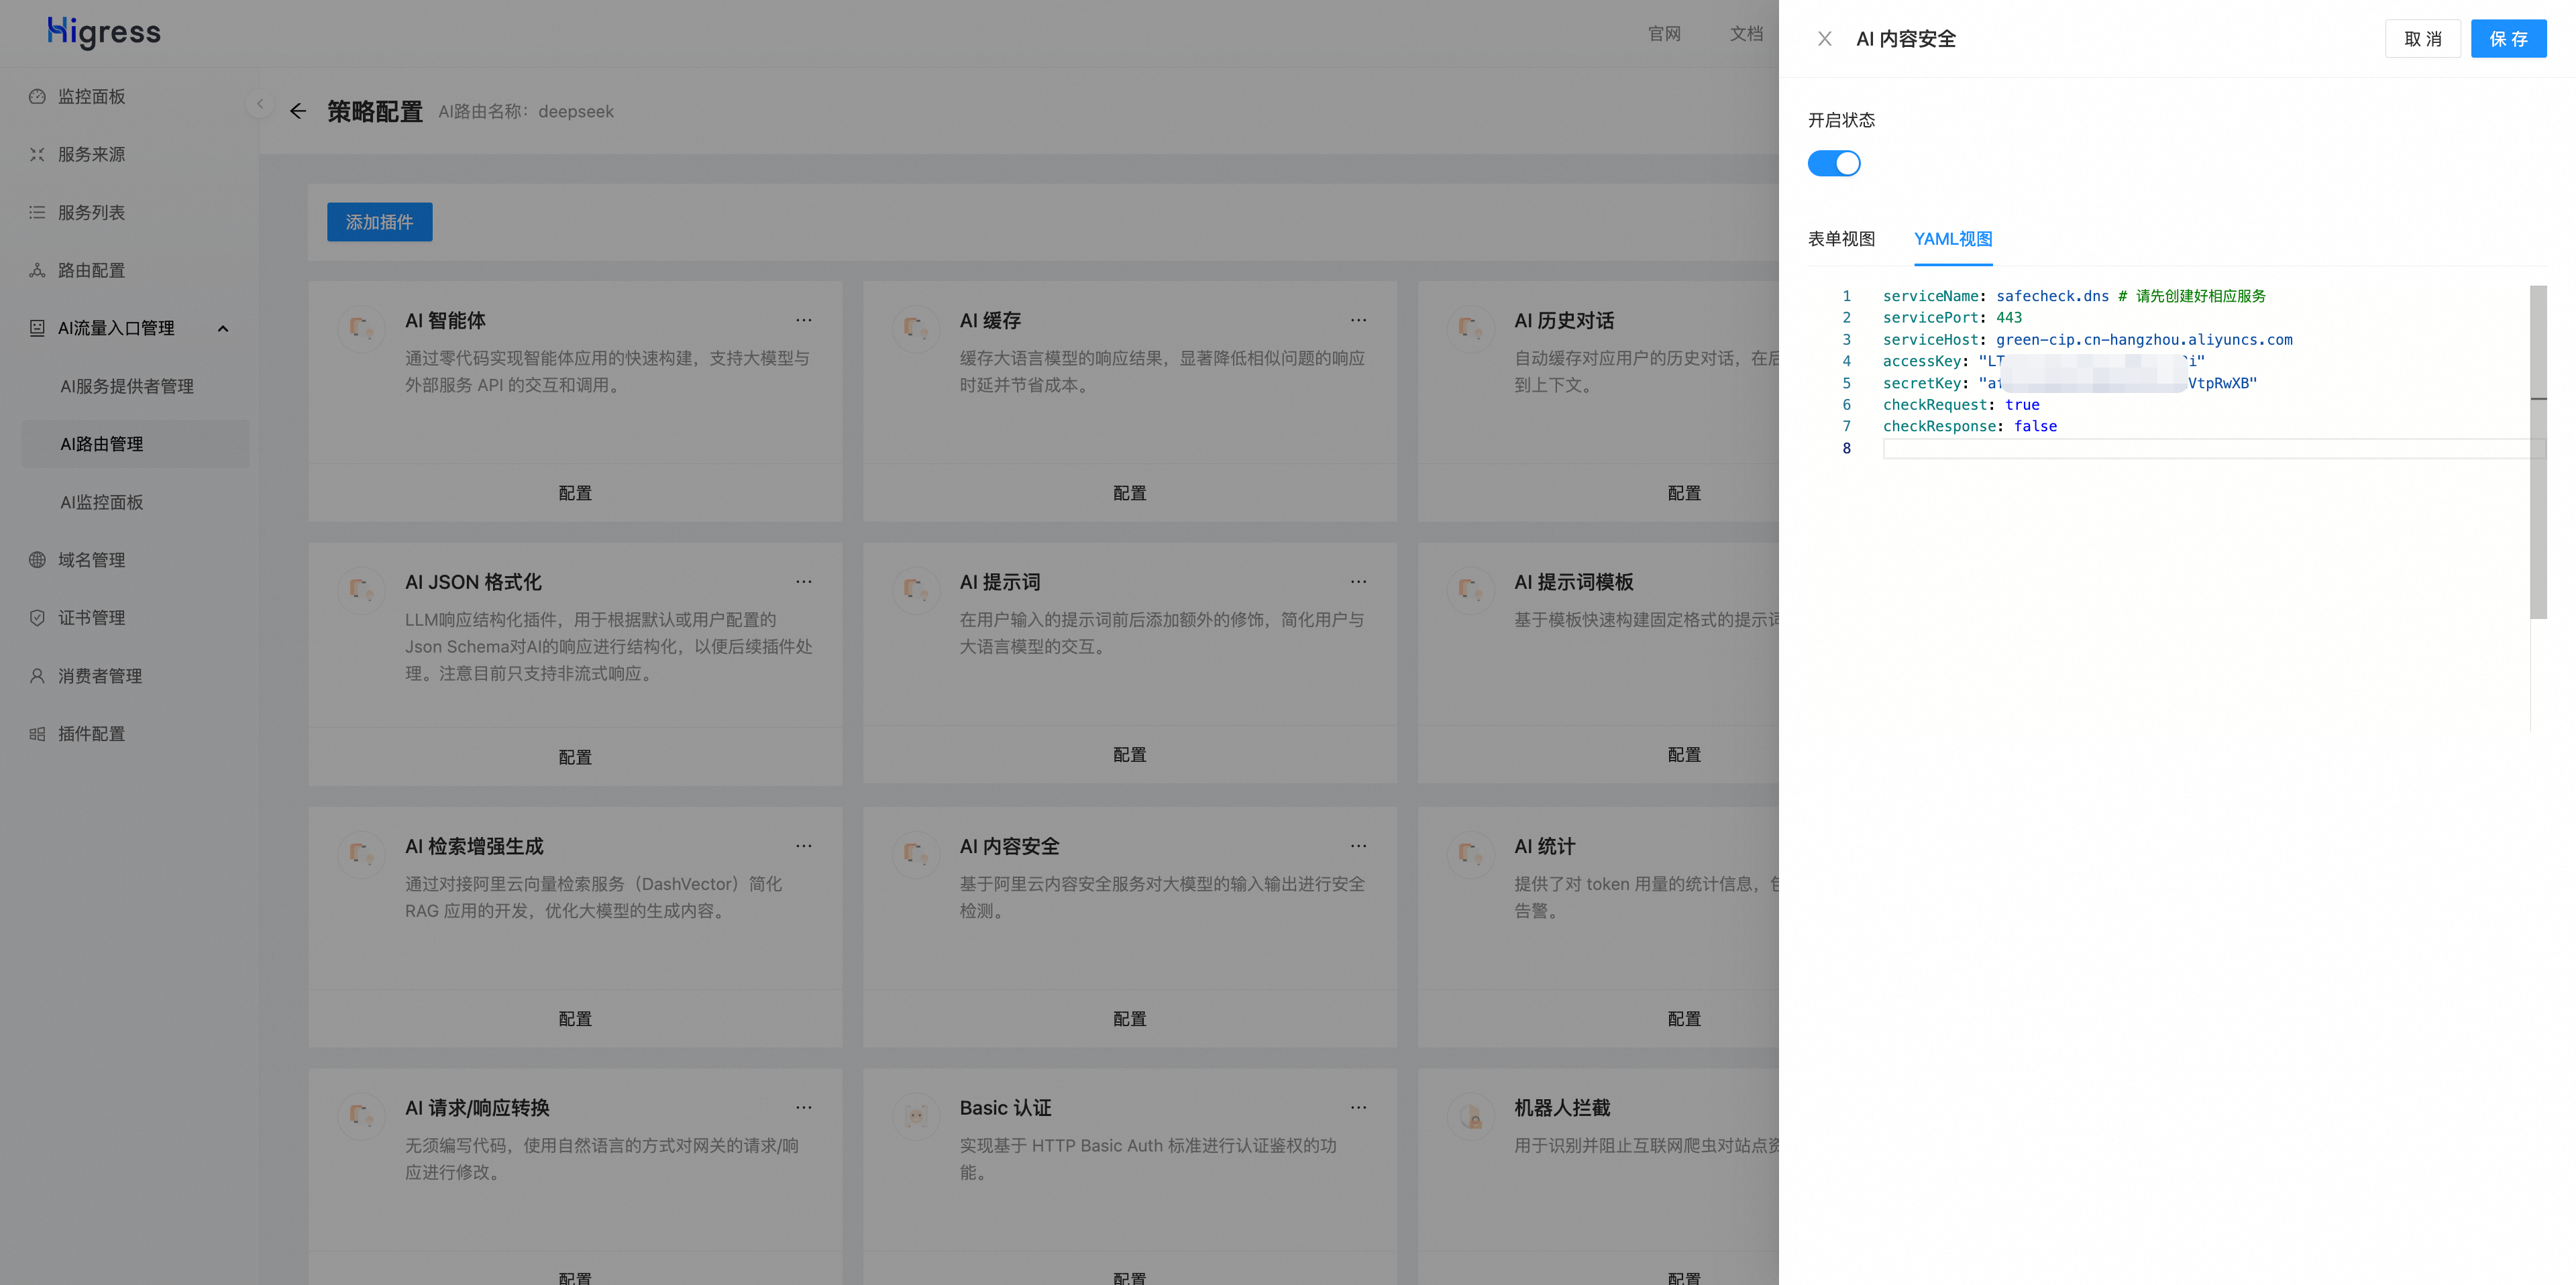 Higress
官网
文档
监控面板
服务来源
服务列表
路由配置
AI流量入口管理
AI服务提供者管理
AI路由管理
AI监控面板
域名管理
证书管理
消费者管理
插件配置
策略配置 AI路由名称：deepseek
添加插件
AI 智能体
通过零代码实现智能体应用的快速构建，支持大模型与
外部服务 API 的交互和调用。
配置
AI 缓存
缓存大语言模型的响应结果，显著降低相似问题的响应
时延并节省成本。
配置
AI 历史对话
自动缓存对应用户的历史对话，在后
到上下文。
配置
AI JSON 格式化
LLM响应结构化插件，用于根据默认或用户配置的
Json Schema对AI的响应进行结构化，以便后续插件处
理。注意目前只支持非流式响应。
配置
AI 提示词
在用户输入的提示词前后添加额外的修饰，简化用户与
大语言模型的交互。
配置
AI 提示词模板
基于模板快速构建固定格式的提示词
配置
AI 检索增强生成
通过对接阿里云向量检索服务（DashVector）简化
RAG 应用的开发，优化大模型的生成内容。
配置
AI 内容安全
基于阿里云内容安全服务对大模型的输入输出进行安全
检测。
配置
AI 统计
提供了对 token 用量的统计信息，包
告警。
配置
AI 请求/响应转换
无须编写代码，使用自然语言的方式对网关的请求/响
应进行修改。
配置
Basic 认证
实现基于 HTTP Basic Auth 标准进行认证鉴权的功
能。
配置
机器人拦截
用于识别并阻止互联网爬虫对站点资
配置
AI 内容安全
取 消
保 存
开启状态
表单视图
YAML视图
1 serviceName: safecheck.dns # 请先创建好相应服务
2 servicePort: 443
3 serviceHost: green-cip.cn-hangzhou.aliyuncs.com
4 accessKey: "LT i"
5 secretKey: "a VtpRwXB"
6 checkRequest: true
7 checkResponse: false
8